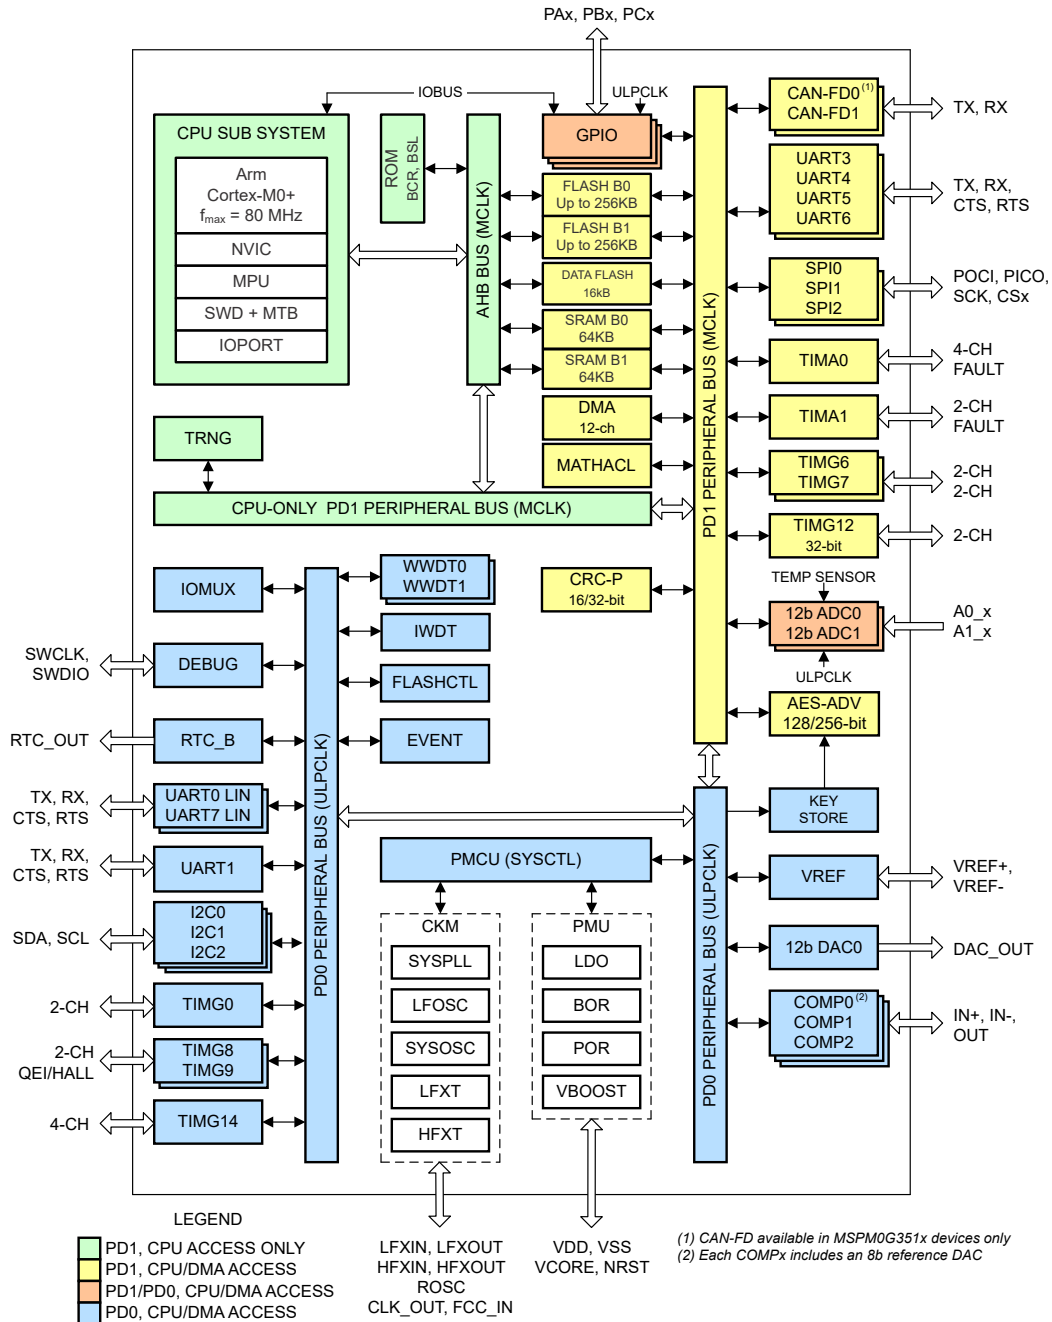 PAx, PBx, PCx
IOBUS
ULPCLK
CPU SUB SYSTEM
Arm
Cortex-M0+
fmax = 80 MHz
NVIC
MPU
SWD + MTB
IOPORT
ROM
BCR, BSL
AHB BUS (MCLK)
GPIO
FLASH B0
Up to 256KB
FLASH B1
Up to 256KB
DATA FLASH
16kB
SRAM B0
64KB
SRAM B1
64KB
DMA
12-ch
MATHACL
TRNG
CPU-ONLY PD1 PERIPHERAL BUS (MCLK)
CRC-P
16/32-bit
PD1 PERIPHERAL BUS (MCLK)
CAN-FD0(1)
CAN-FD1
TX, RX
UART3
UART4
UART5
UART6
TX, RX,
CTS, RTS
SPI0
SPI1
SPI2
POCI, PICO,
SCK, CSx
TIMA0
4-CH
FAULT
TIMA1
2-CH
FAULT
TIMG6
TIMG7
2-CH
2-CH
TIMG12
32-bit
2-CH
TEMP SENSOR
12b ADC0
12b ADC1
A0_x
A1_x
ULPCLK
AES-ADV
128/256-bit
KEY
STORE
VREF
VREF+,
VREF-
12b DAC0
DAC_OUT
COMP0(2)
COMP1
COMP2
IN+, IN-,
OUT
PD0 PERIPHERAL BUS (ULPCLK)
IOMUX
SWCLK,
SWDIO
DEBUG
RTC_OUT
RTC_B
TX, RX,
CTS, RTS
UART0 LIN
UART7 LIN
TX, RX,
CTS, RTS
UART1
SDA, SCL
I2C0
I2C1
I2C2
2-CH
TIMG0
2-CH
QEI/HALL
TIMG8
TIMG9
4-CH
TIMG14
PD0 PERIPHERAL BUS (ULPCLK)
WWDT0
WWDT1
IWDT
FLASHCTL
EVENT
PMCU (SYSCTL)
CKM
SYSPLL
LFOSC
SYSOSC
LFXT
HFXT
PMU
LDO
BOR
POR
VBOOST
LFXIN, LFXOUT
HFXIN, HFXOUT
ROSC
CLK_OUT, FCC_IN
VDD, VSS
VCORE, NRST
LEGEND
PD1, CPU ACCESS ONLY
PD1, CPU/DMA ACCESS
PD1/PD0, CPU/DMA ACCESS
PD0, CPU/DMA ACCESS
(1) CAN-FD available in MSPM0G351x devices only
(2) Each COMPx includes an 8b reference DAC